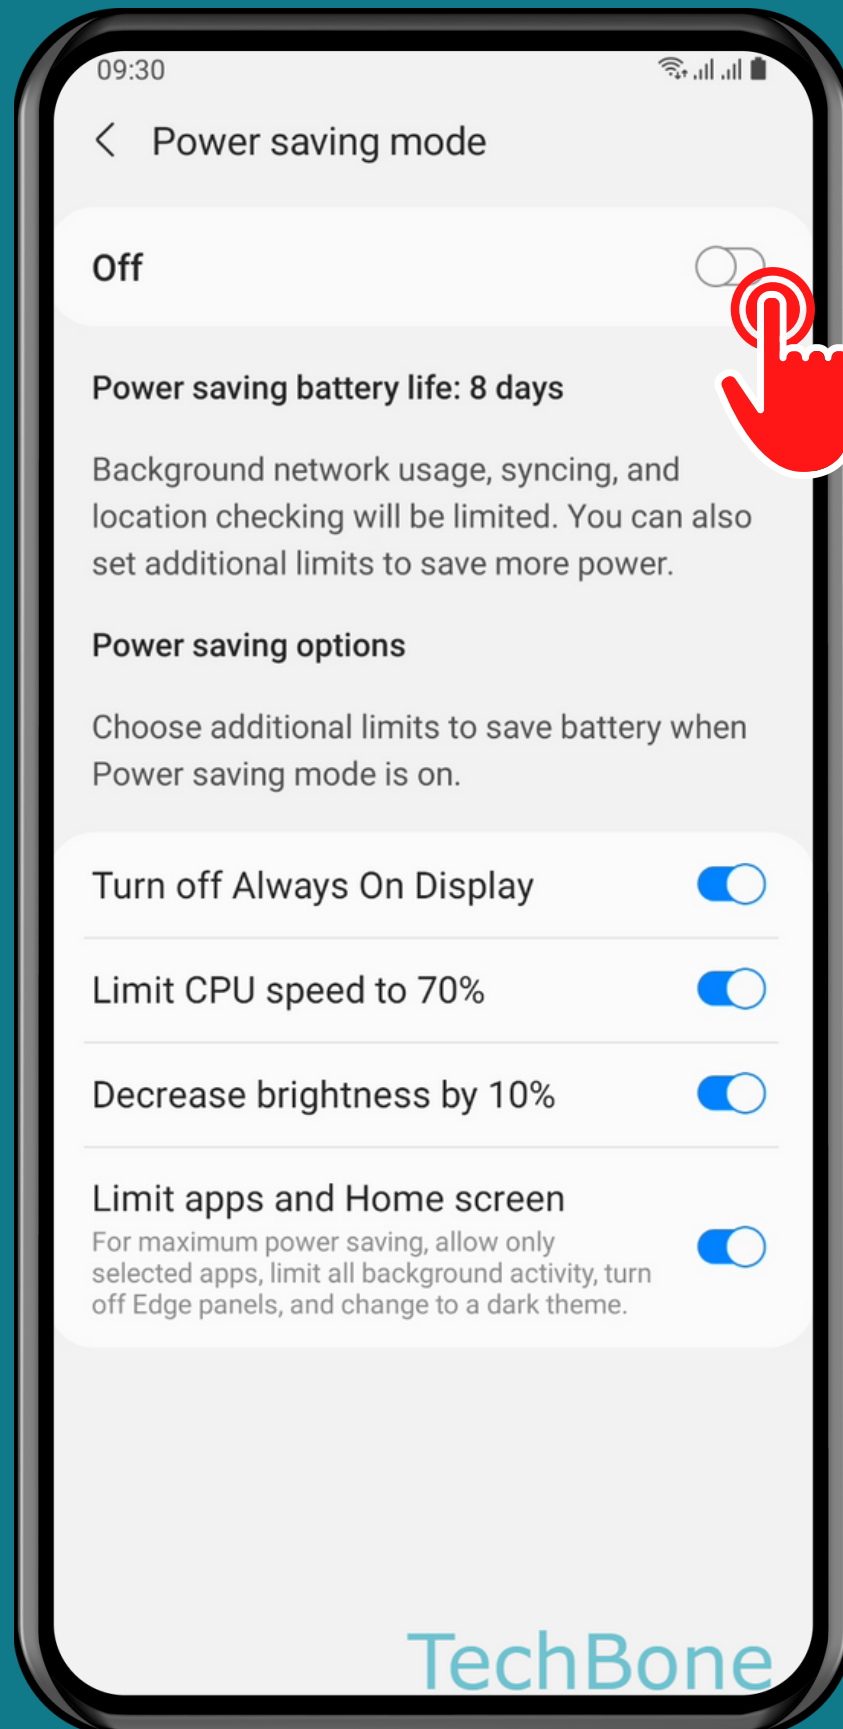 09:30
Power saving mode
Off
Power saving battery life: 8 days
Background network usage, syncing, and
location checking will be limited. You can also
set additional limits to save more power.
Power saving options
Choose additional limits to save battery when
Power saving mode is on.
Turn off Always On Display
Limit CPU speed to 70%
Decrease brightness by 10%
Limit apps and Home screen
For maximum power saving, allow only
selected apps, limit all background activity, turn
off Edge panels, and change to a dark theme.
TechBone